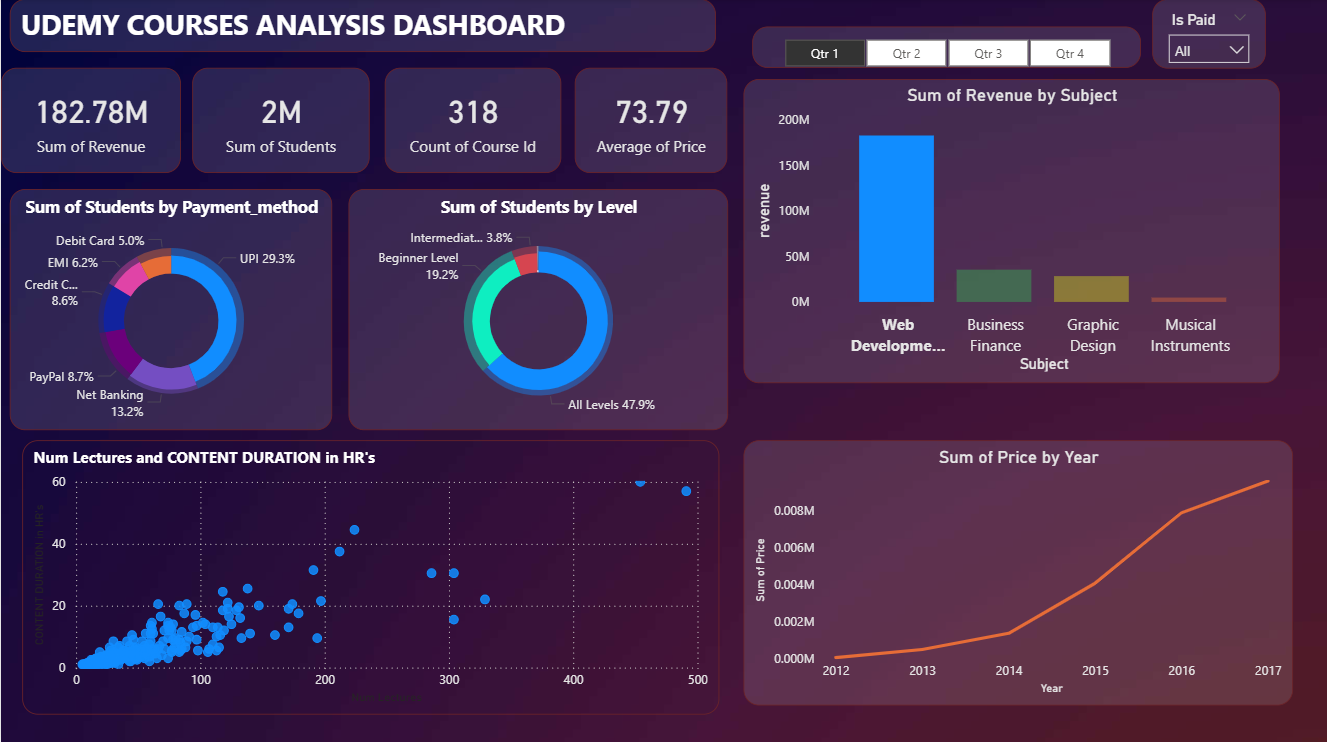 UDEMY COURSES ANALYSIS DASHBOARD
Is Paid
All
Qtr 1
Qtr 2
Qtr 3
Qtr 4
182.78M
Sum of Revenue
2M
Sum of Students
318
Count of Course Id
73.79
Average of Price
Sum of Revenue by Subject
200M
150M
100M
50M
0M
revenue
Web
Developme...
Business
Finance
Graphic
Design
Musical
Instruments
Subject
Sum of Students by Payment_method
Debit Card 5.0%
EMI 6.2%
Credit C...
8.6%
PayPal 8.7%
Net Banking
13.2%
UPI 29.3%
Sum of Students by Level
Intermediat... 3.8%
Beginner Level
19.2%
All Levels 47.9%
Num Lectures and CONTENT DURATION in HR's
60
40
20
0
CONTENT DURATION in HR's
0
100
200
300
400
500
Sum of Price by Year
0.008M
0.006M
0.004M
0.002M
0.000M
Sum of Price
2012
2013
2014
2015
2016
2017
Year